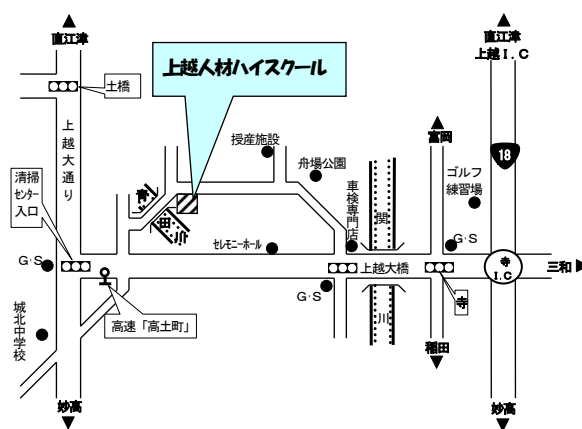 直江津
直江津
上越I.C
上越人材ハイスクール
土橋
富岡
18
上越大通り
授産施設
舟場公園
ゴルフ
練習場
清掃
センター
入口
車検専門店
関
青田
川
セレモニーホール
G・S
G・S
寺
I.C
三和
上越大橋
寺
G・S
高速「高土町」
城北中学校
川
稲田
妙高
妙高